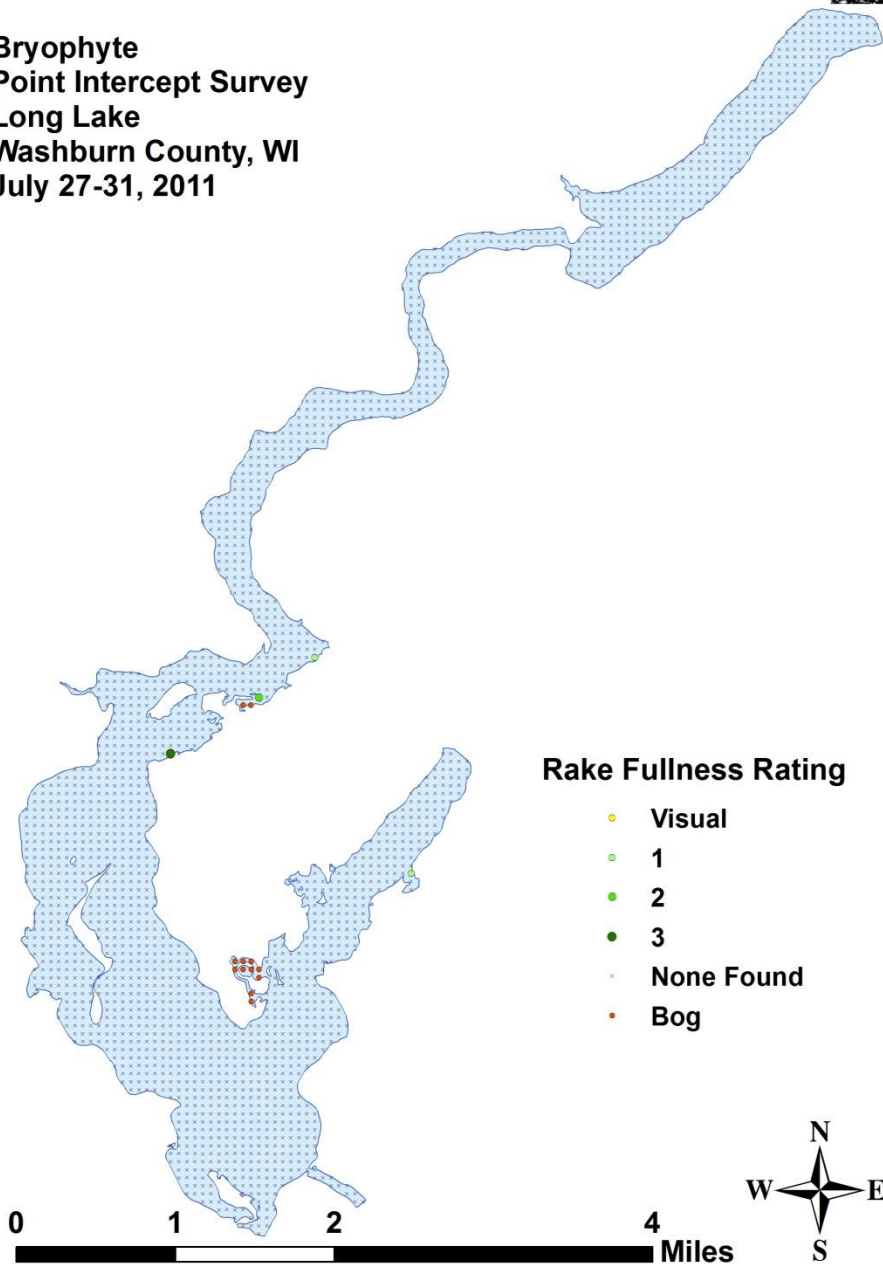 Bryophyte
Point Intercept Survey
Long Lake
Washburn County, WI
July 27-31, 2011
Rake Fullness Rating
Visual
1
2
3
None Found
Bog
N
W E
S
0 1 2 4
Miles